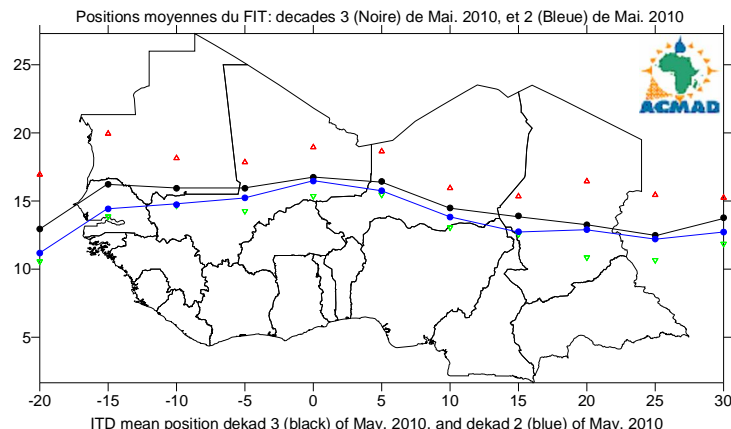 Positions moyennes du FIT: decades 3 (Noire) de Mai. 2010, et 2 (Bleue) de Mai. 2010
25
20
15
10
5
ACMAD
-20 -15 -10 -5 0 5 10 15 20 25 30
ITD mean position dekad 3 (black) of May. 2010, and dekad 2 (blue) of May. 2010